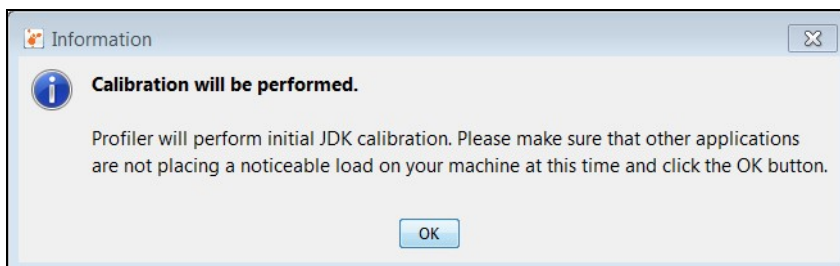 Information
Calibration will be performed.
Profiler will perform initial JDK calibration. Please make sure that other applications
are not placing a noticeable load on your machine at this time and click the OK button.
OK